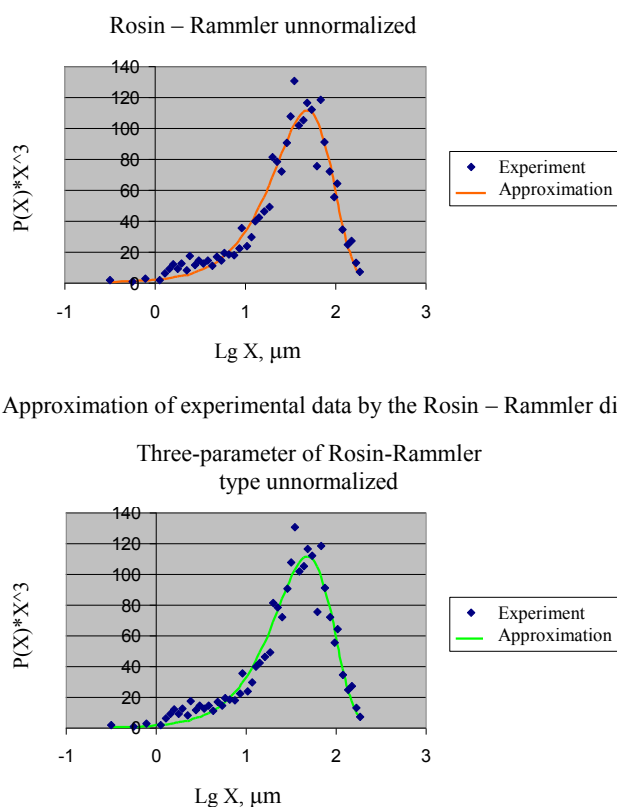 Rosin – Rammler unnormalized
140
120
100
80
60
40
20
0
-1 0 1 2 3
P(X)*X^3
Lg X, μm
Experiment
Approximation
Approximation of experimental data by the Rosin – Rammler di
Three-parameter of Rosin-Rammler
type unnormalized
140
120
100
80
60
40
20
0
-1 0 1 2 3
P(X)*X^3
Lg X, μm
Experiment
Approximation